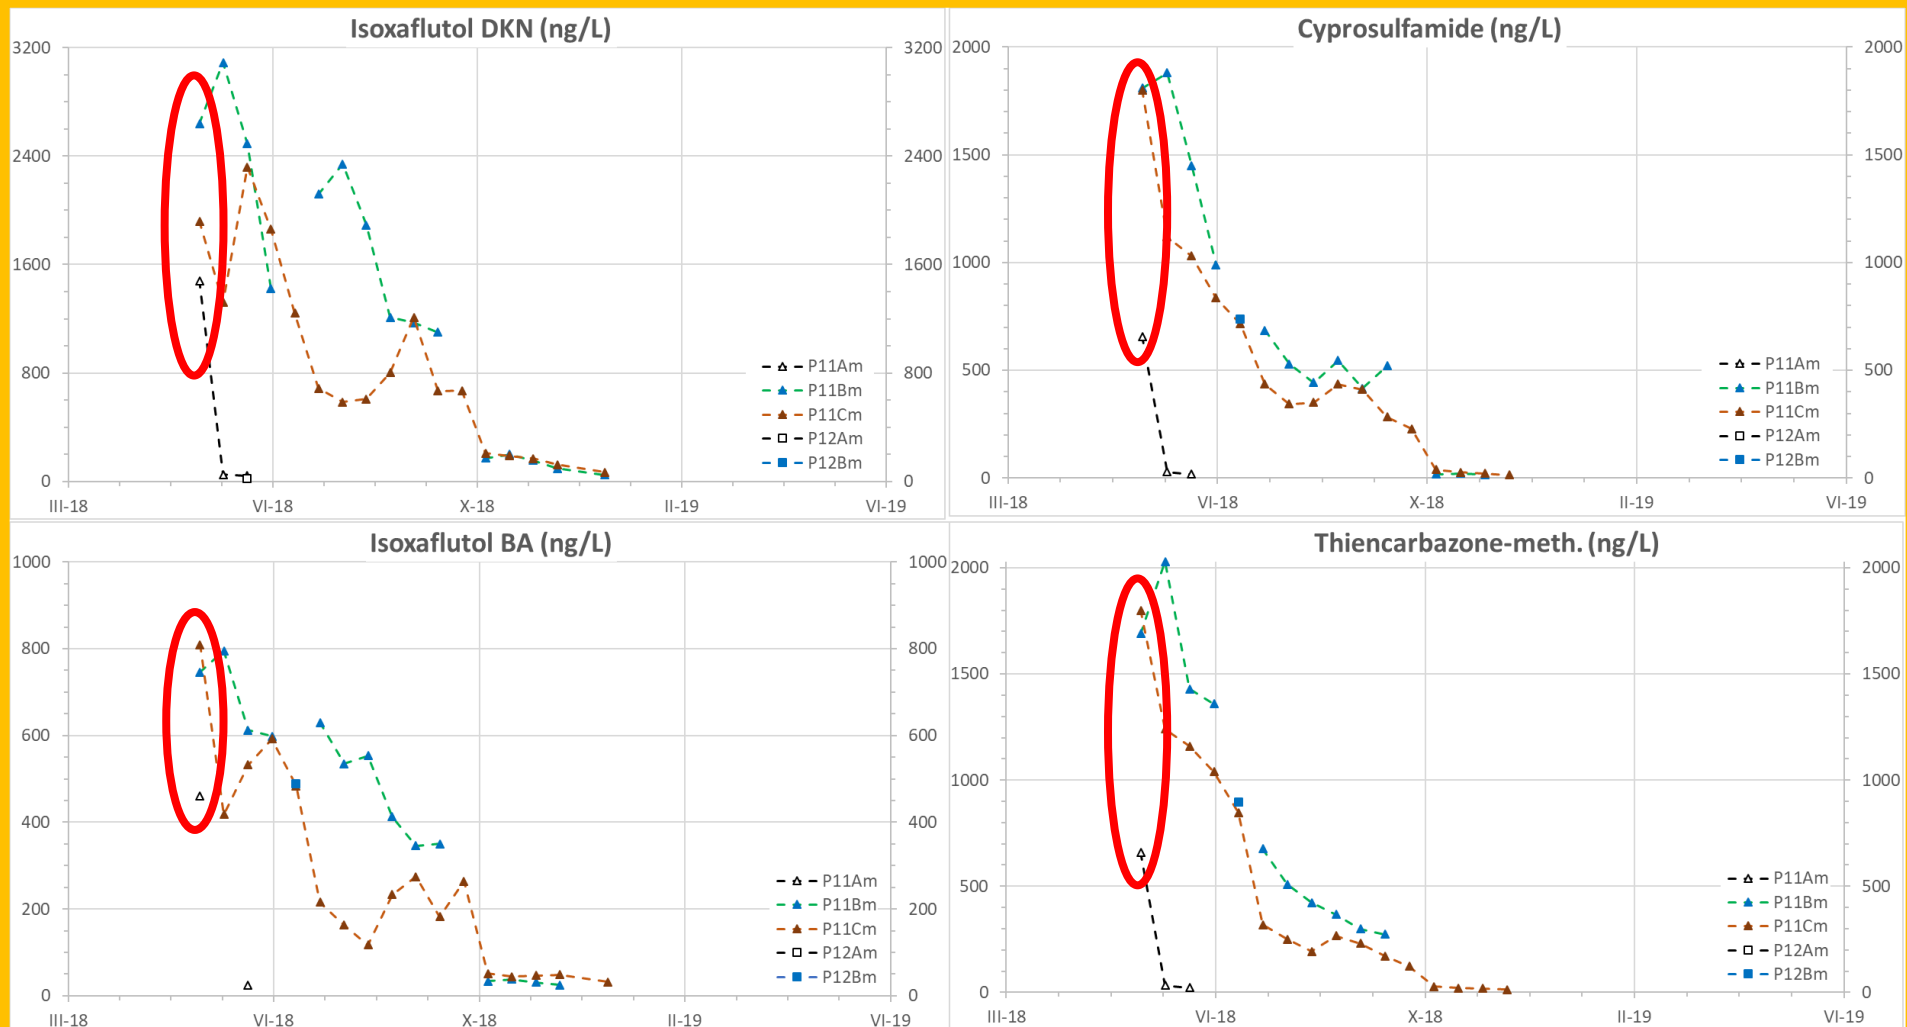 Isoxaflutol DKN (ng/L)
3200 3200
2400 2400
1600 1600
800 800
0 0
III-18 VI-18 X-18 II-19 VI-19
P11Am
P11Bm
P11Cm
P12Am
P12Bm
Cyprosulfamide (ng/L)
2000 2000
1500 1500
1000 1000
500 500
0 0
III-18 VI-18 X-18 II-19 VI-19
P11Am
P11Bm
P11Cm
P12Am
P12Bm
Isoxaflutol BA (ng/L)
1000 1000
800 800
600 600
400 400
200 200
0 0
III-18 VI-18 X-18 II-19 VI-19
P11Am
P11Bm
P11Cm
P12Am
P12Bm
Thiencarbazone-meth. (ng/L)
2000 2000
1500 1500
1000 1000
500 500
0 0
III-18 VI-18 X-18 II-19 VI-19
P11Am
P11Bm
P11Cm
P12Am
P12Bm